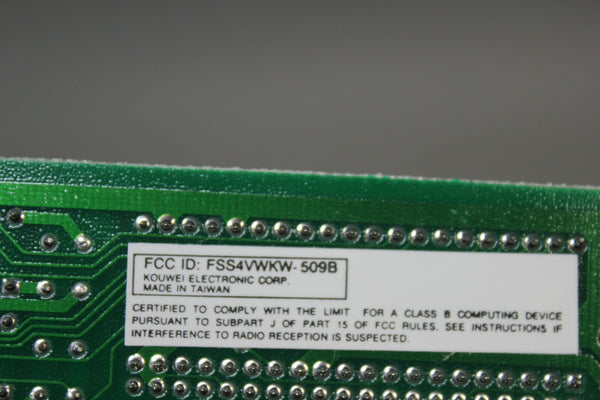 FCC ID: FSS4VWKW-509B
KOUWEI ELECTRONIC CORP.
MADE IN TAIWAN
CERTIFIED TO COMPLY WITH THE LIMIT FOR A CLASS B COMPUTING DEVICE
PURSUANT TO SUBPART J OF PART 15 OF FCC RULES. SEE INSTRUCTIONS IF
INTERFERENCE TO RADIO RECEPTION IS SUSPECTED.